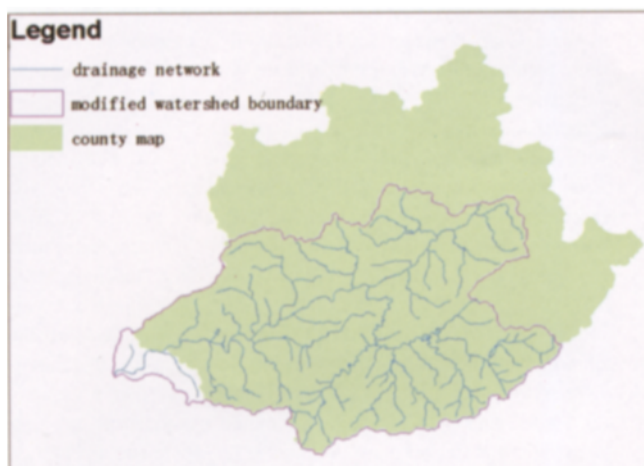 Legend
drainage network
modified watershed boundary
county map